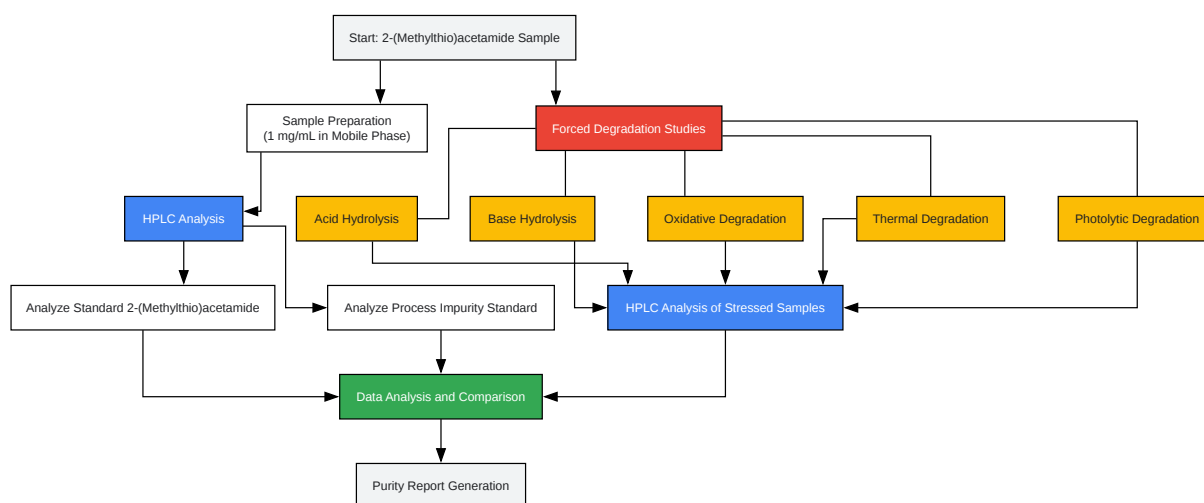 Start: 2-(Methylthio)acetamide Sample
Sample Preparation
(1 mg/mL in Mobile Phase)
Forced Degradation Studies
HPLC Analysis
Acid Hydrolysis
Base Hydrolysis
Oxidative Degradation
Thermal Degradation
Photolytic Degradation
Analyze Standard 2-(Methylthio)acetamide
Analyze Process Impurity Standard
HPLC Analysis of Stressed Samples
Data Analysis and Comparison
Purity Report Generation